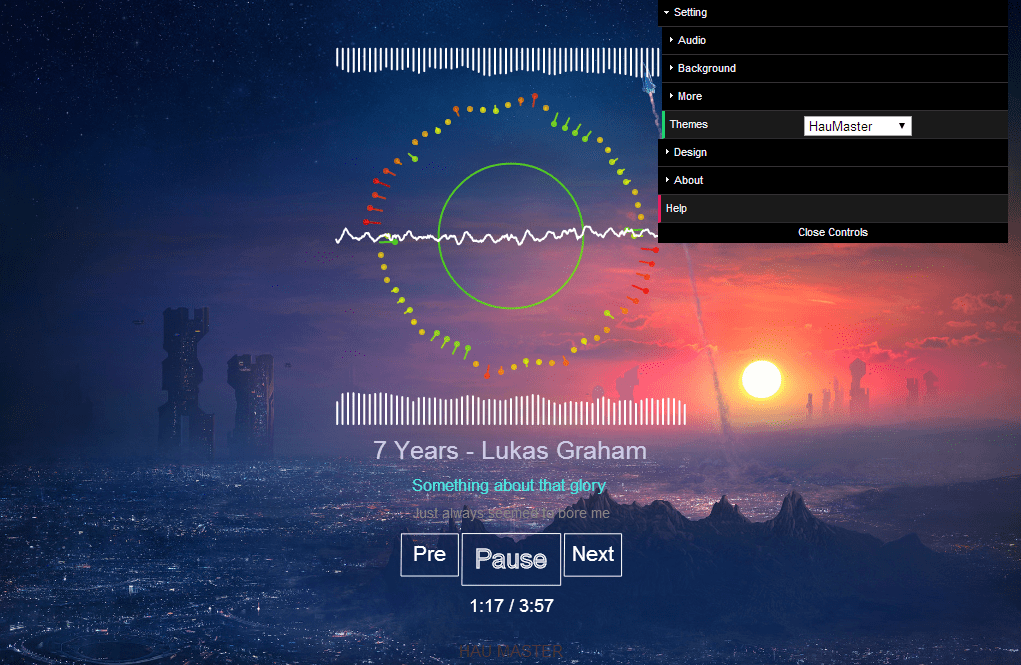 Setting
Audio
Background
More
Themes HauMaster
Design
About
Help
Close Controls
7 Years - Lukas Graham
Something about that glory
Just always seemed to bore me
Pre Pause Next
1:17 / 3:57
HAU MASTER